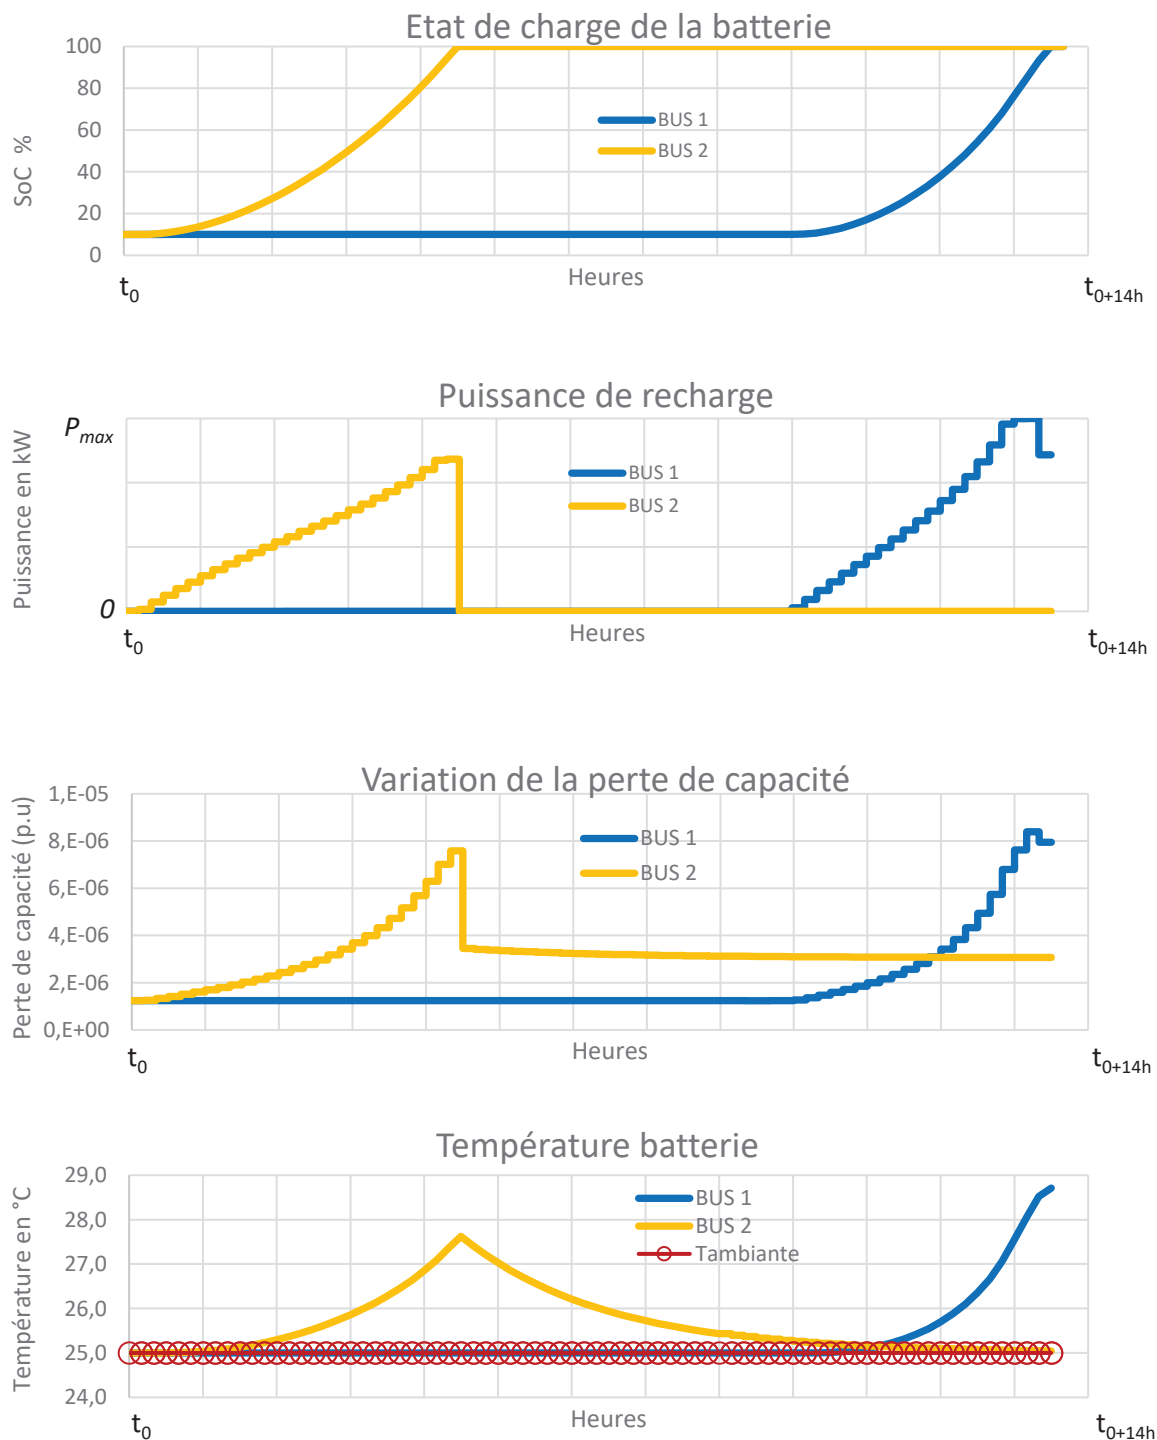 Etat de charge de la batterie
SoC %
100
80
60
40
20
0
BUS 1
BUS 2
t0
Heures
t0+14h
Puissance de recharge
Puissance en kW
Pmax
0
BUS 1
BUS 2
t0
Heures
t0+14h
Variation de la perte de capacité
Perte de capacité (p.u)
1,E-05
8,E-06
6,E-06
4,E-06
2,E-06
0,E+00
BUS 1
BUS 2
t0
Heures
t0+14h
Température batterie
Température en °C
29,0
28,0
27,0
26,0
25,0
24,0
BUS 1
BUS 2
Tambiante
t0
Heures
t0+14h